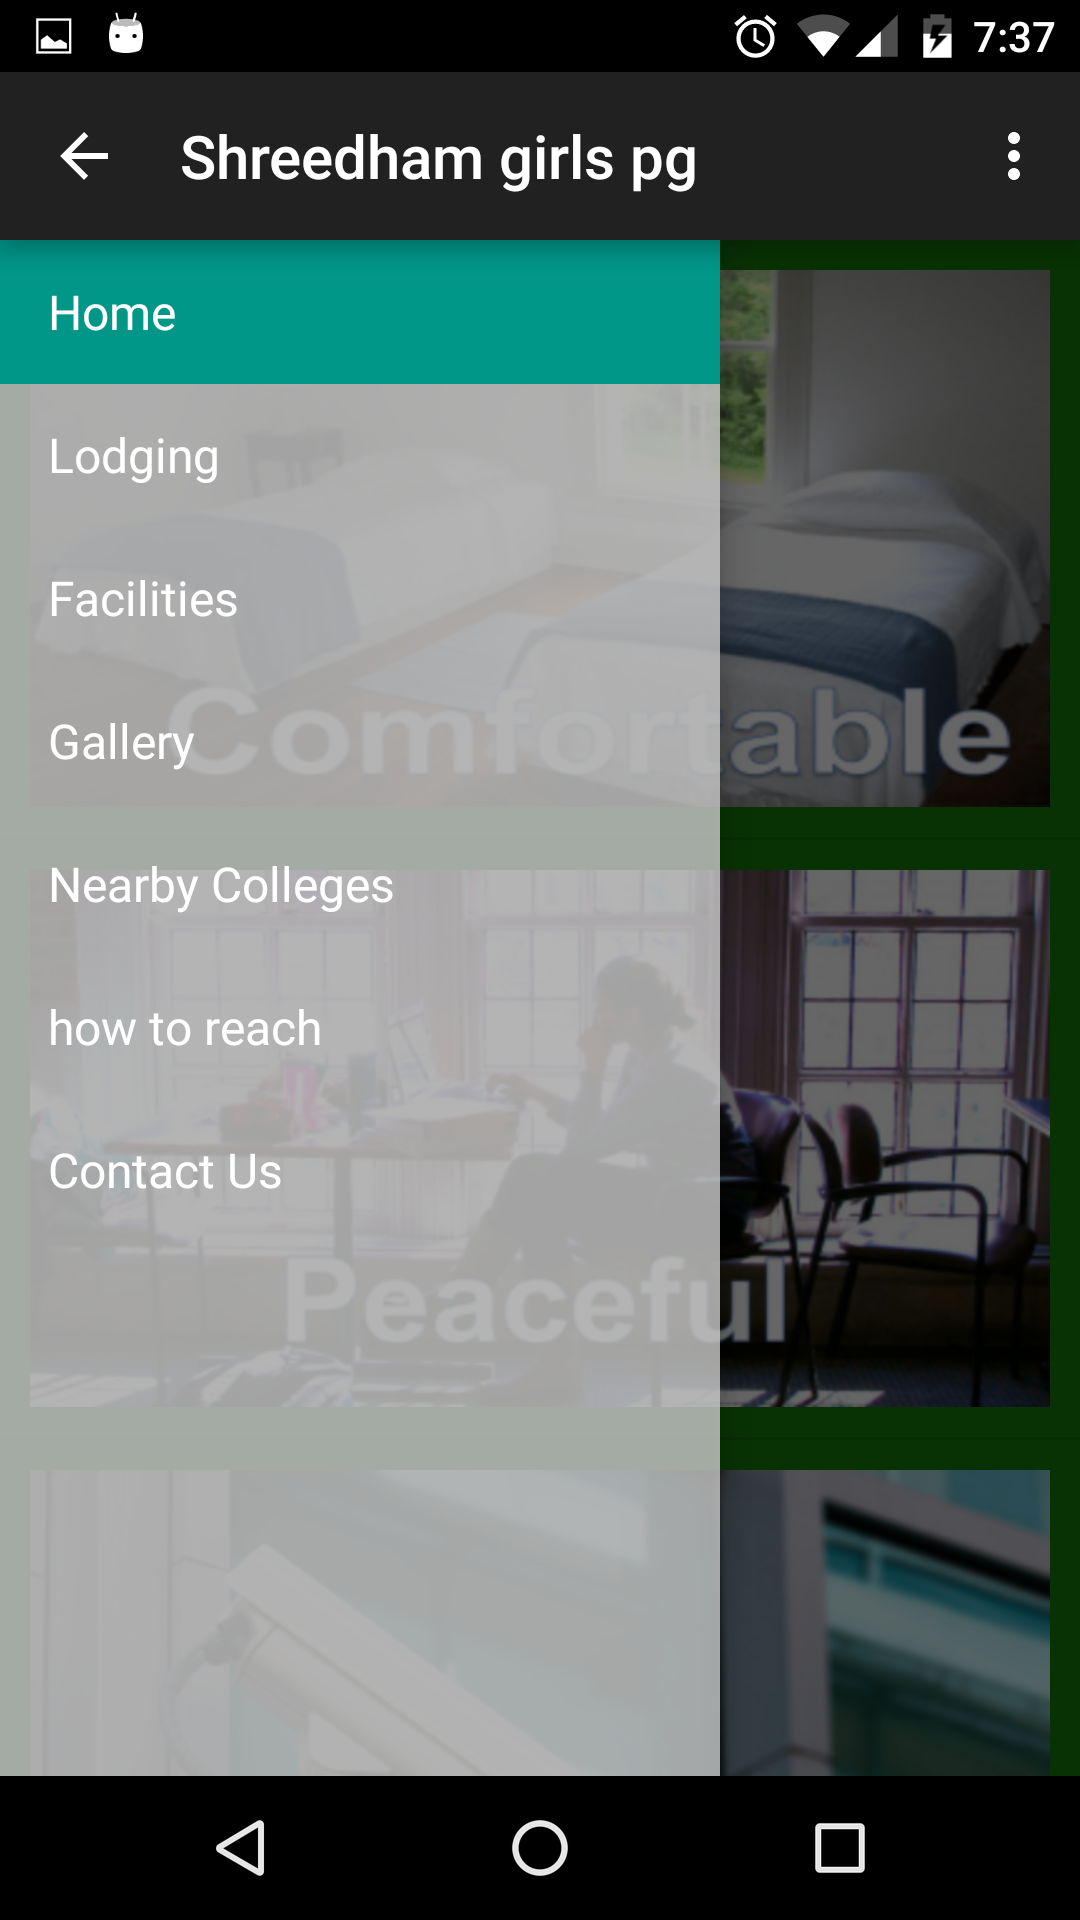 7:37
Shreedham girls pg
Home
Lodging
Facilities
Comfortable
Gallery
Nearby Colleges
how to reach
Contact Us
Peaceful